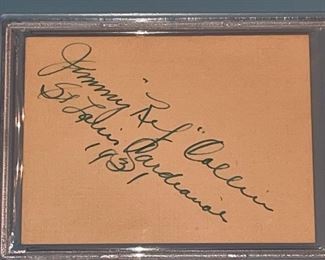 Jimmy "Rip" Collins
St Louis Cardinals
1931